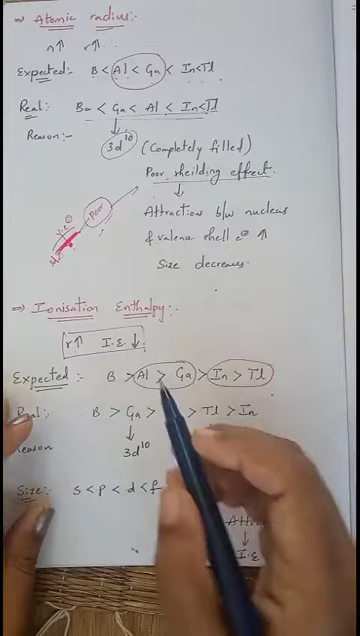 ⇒ Atomic radius:
n↑ r↑...
Expected: B < Al < Ga < In < Tl
Real: B < Ga < Al < In < Tl
Reason:-
3d¹⁰ (Completely filled)
Poor sheilding effect
Poor
Attraction b/w nucleus
& valence shell e⊖ ↑
Size decreases
⇒ Ionisation Enthalpy:-
r↑ I.E ↓
Expected :- B > Al > Ga > In > Tl
Real: B > Ga > > Tl > In
Reason
3d¹⁰
Size: s < p < d < f
I.E